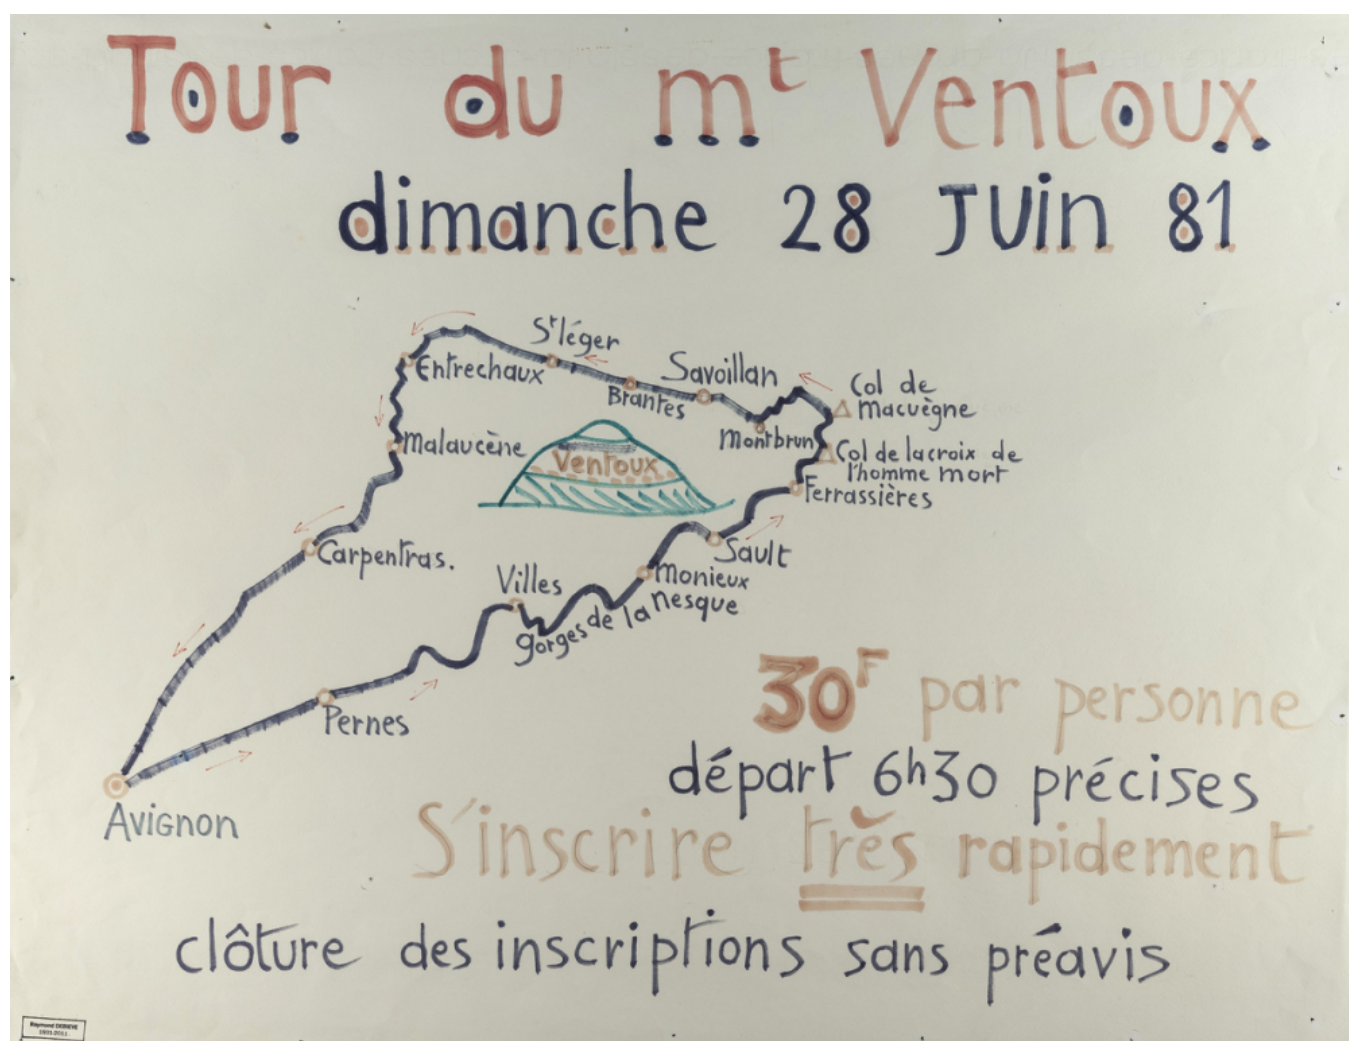 Tour du mt Ventoux
dimanche 28 Juin 81
St léger
Entrechaux
Savoillan
Brantes
Col de
macuègne
Montbrun
Malaucène
Ventoux
Col de la croix de
l'homme mort
Ferrassières
Carpentras.
Sault
Villes
Monieux
gorges de la Nesque
Pernes
Avignon
30F par personne
départ 6h30 précises
S'inscrire très rapidement
clôture des inscriptions sans préavis